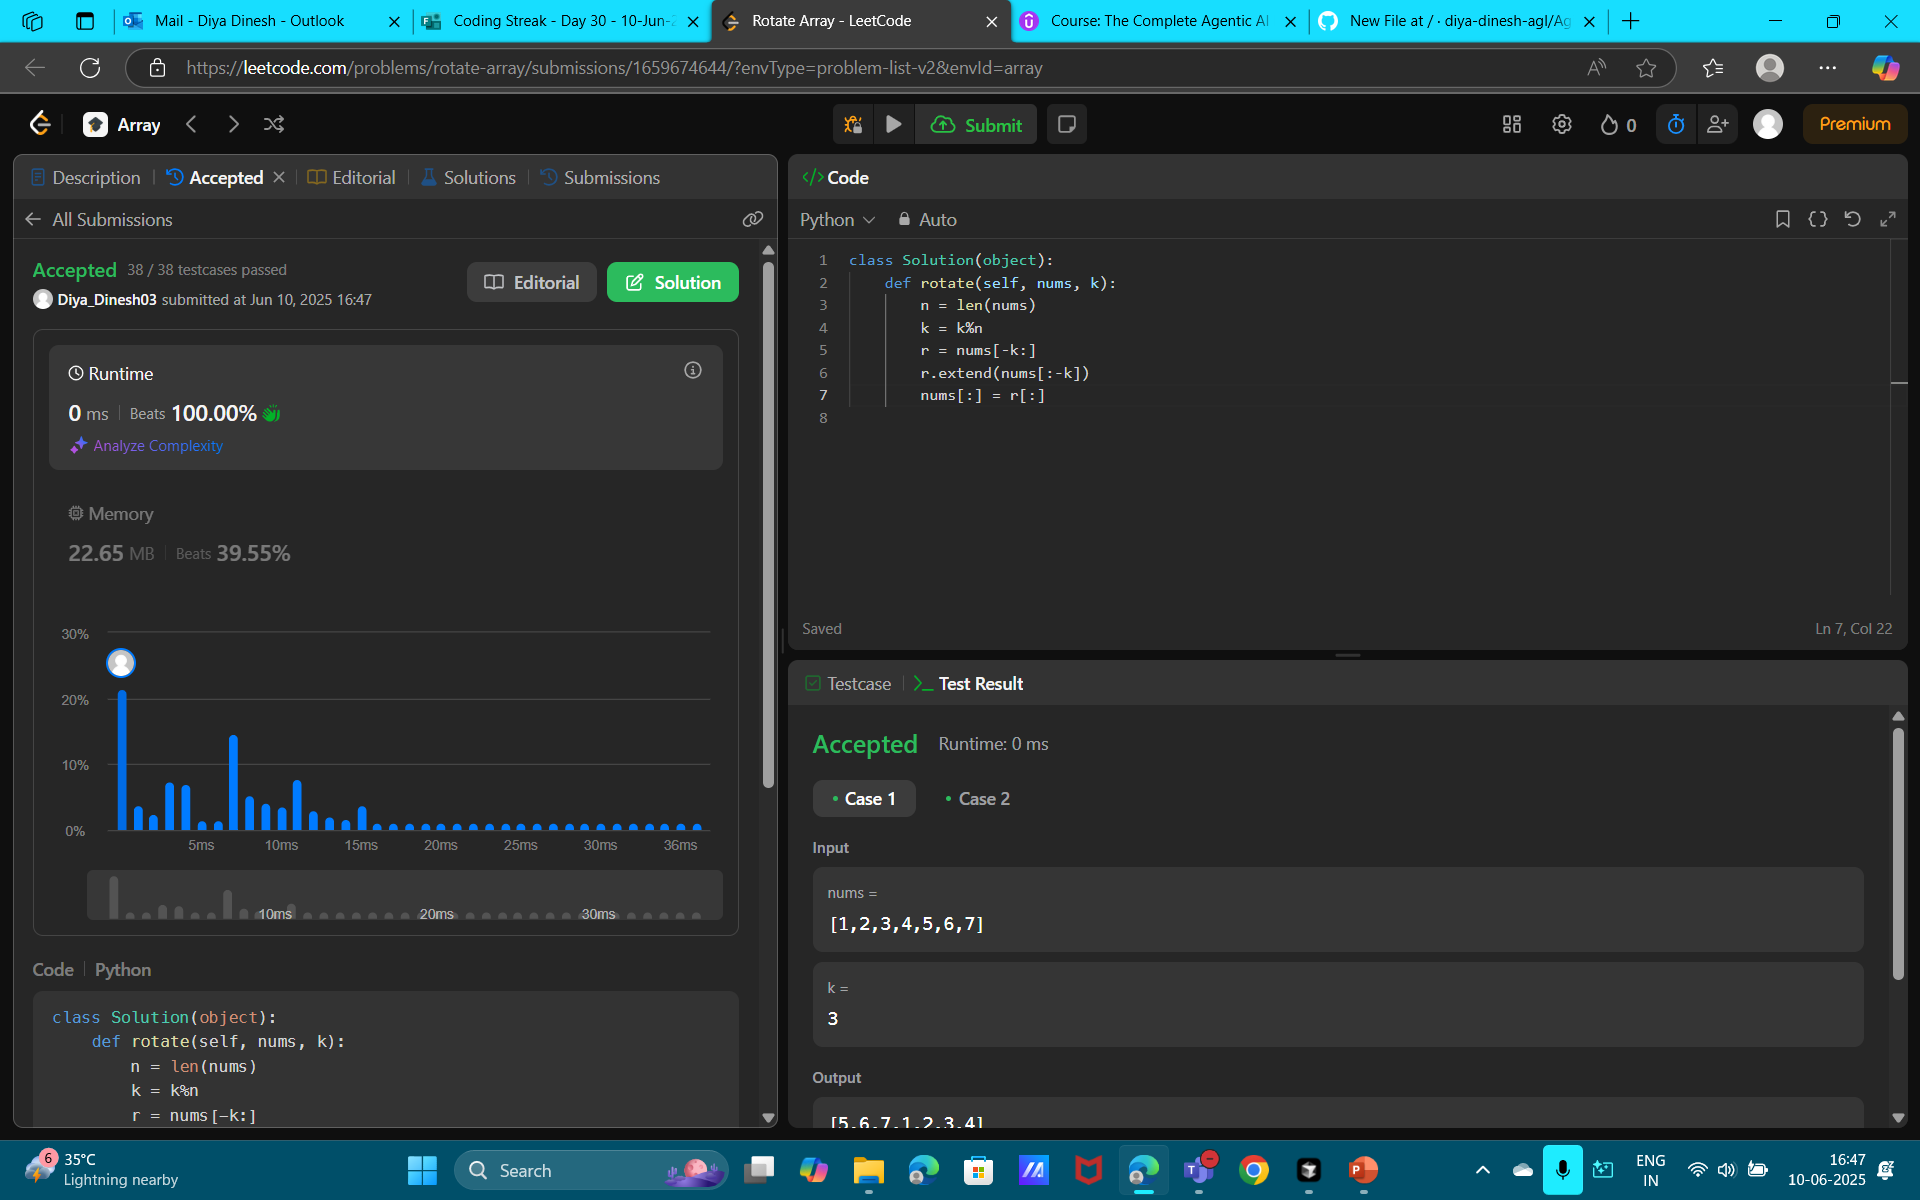 Mail - Diya Dinesh - Outlook
Coding Streak - Day 30 - 10-Jun-2
Rotate Array - LeetCode
Course: The Complete Agentic AI
New File at / · diya-dinesh-agl/Ag
https://leetcode.com/problems/rotate-array/submissions/1659674644/?envType=problem-list-v2&envId=array
Array
Submit
0
Premium
Description
Accepted
Editorial
Solutions
Submissions
All Submissions
Accepted 38 / 38 testcases passed
Diya_Dinesh03 submitted at Jun 10, 2025 16:47
Editorial
Solution
Runtime
0 ms Beats 100.00%
Analyze Complexity
Memory
22.65 MB Beats 39.55%
30%
20%
10%
0%
5ms 10ms 15ms 20ms 25ms 30ms 36ms
10ms 20ms 30ms
Code Python
class Solution(object):
def rotate(self, nums, k):
n = len(nums)
k = k%n
r = nums[-k:]
</> Code
Python
Auto
1 class Solution(object):
2 def rotate(self, nums, k):
3 n = len(nums)
4 k = k%n
5 r = nums[-k:]
6 r.extend(nums[:-k])
7 nums[:] = r[:]
8
Saved
Ln 7, Col 22
Testcase
Test Result
Accepted Runtime: 0 ms
Case 1
Case 2
Input
nums =
[1,2,3,4,5,6,7]
k =
3
Output
[5,6,7,1,2,3,4]
6
35°C
Lightning nearby
Search
P
ENG
IN
16:47
10-06-2025